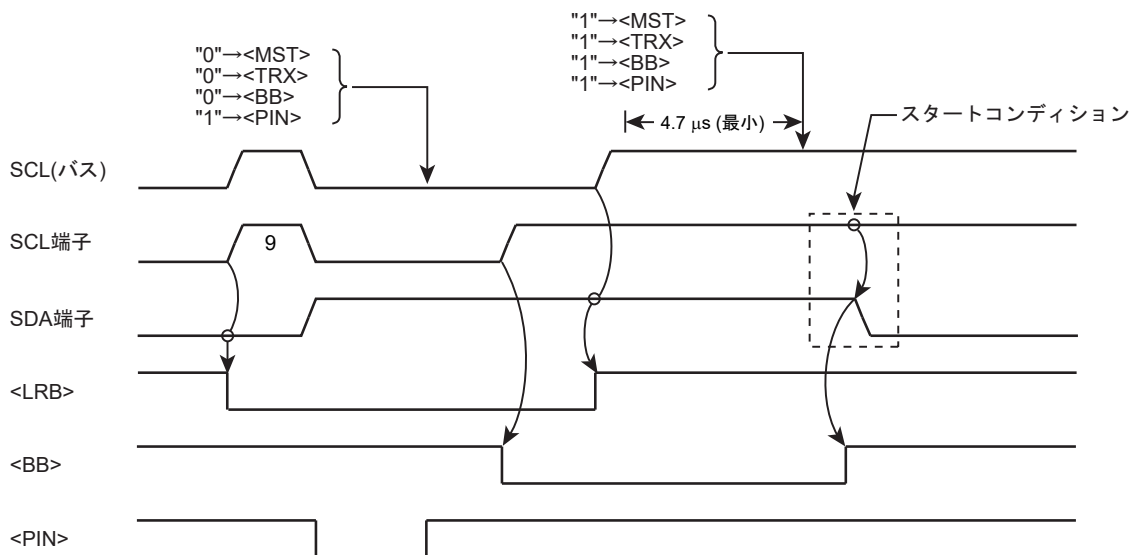 "0"→<MST>
"0"→<TRX>
"0"→<BB>
"1"→<PIN>
"1"→<MST>
"1"→<TRX>
"1"→<BB>
"1"→<PIN>
4.7 μs (最小)
スタートコンディション
SCL(バス)
SCL端子
9
SDA端子
<LRB>
<BB>
<PIN>